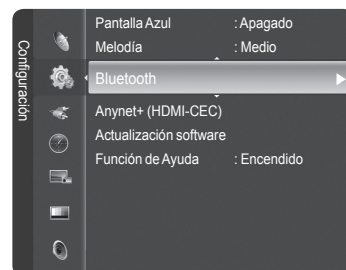 Configuración
Pantalla Azul : Apagado
Melodía : Medio
Bluetooth
Anynet+ (HDMI-CEC)
Actualización software
Función de Ayuda : Encendido